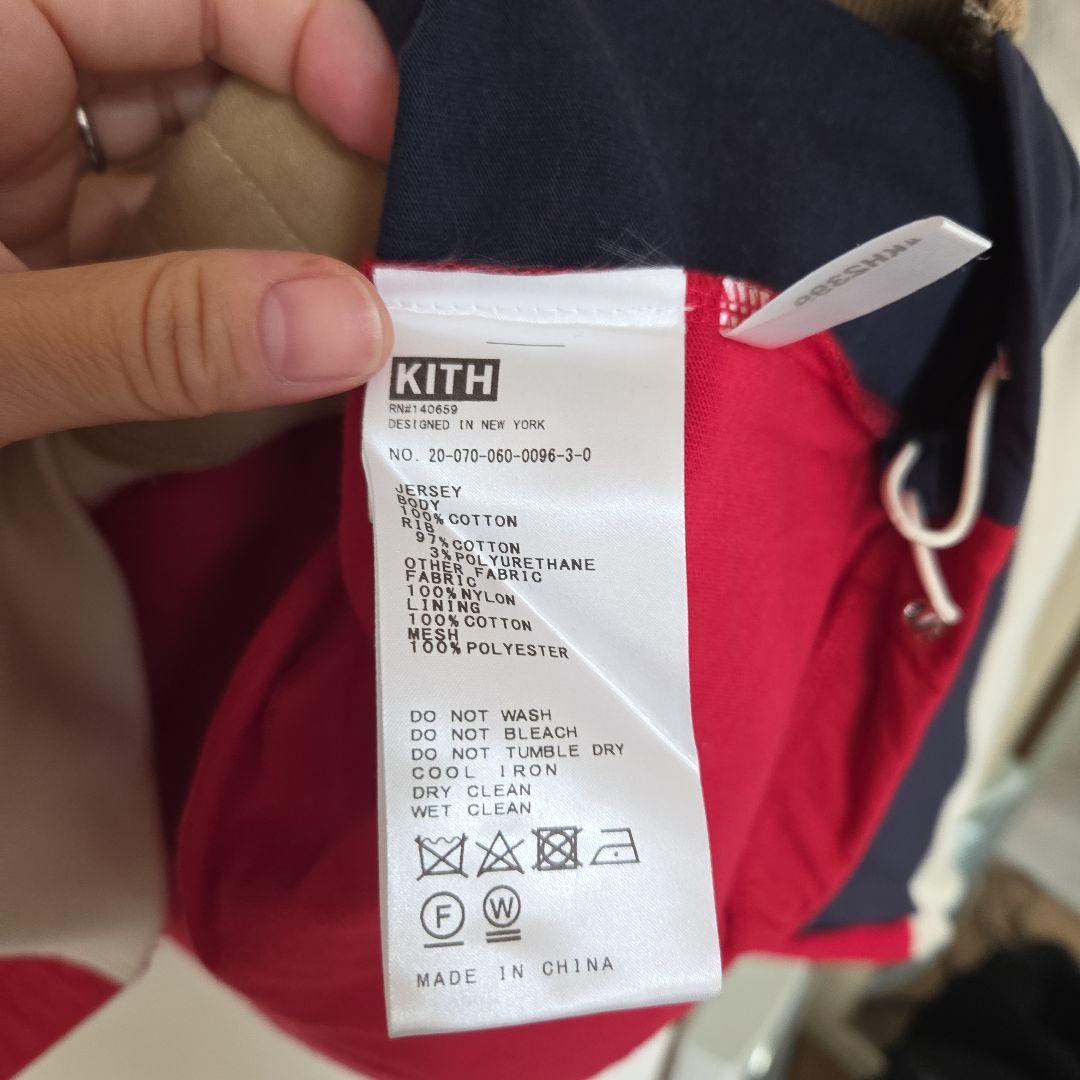 KITH
RN#140659
DESIGNED IN NEW YORK
NO. 20-070-060-0096-3-0
JERSEY
BODY
100%COTTON
RIB
97%COTTON
3%POLYURETHANE
OTHER FABRIC
FABRIC
100%NYLON
LINING
100%COTTON
MESH
100%POLYESTER
DO NOT WASH
DO NOT BLEACH
DO NOT TUMBLE DRY
COOL IRON
DRY CLEAN
WET CLEAN
F W
MADE IN CHINA